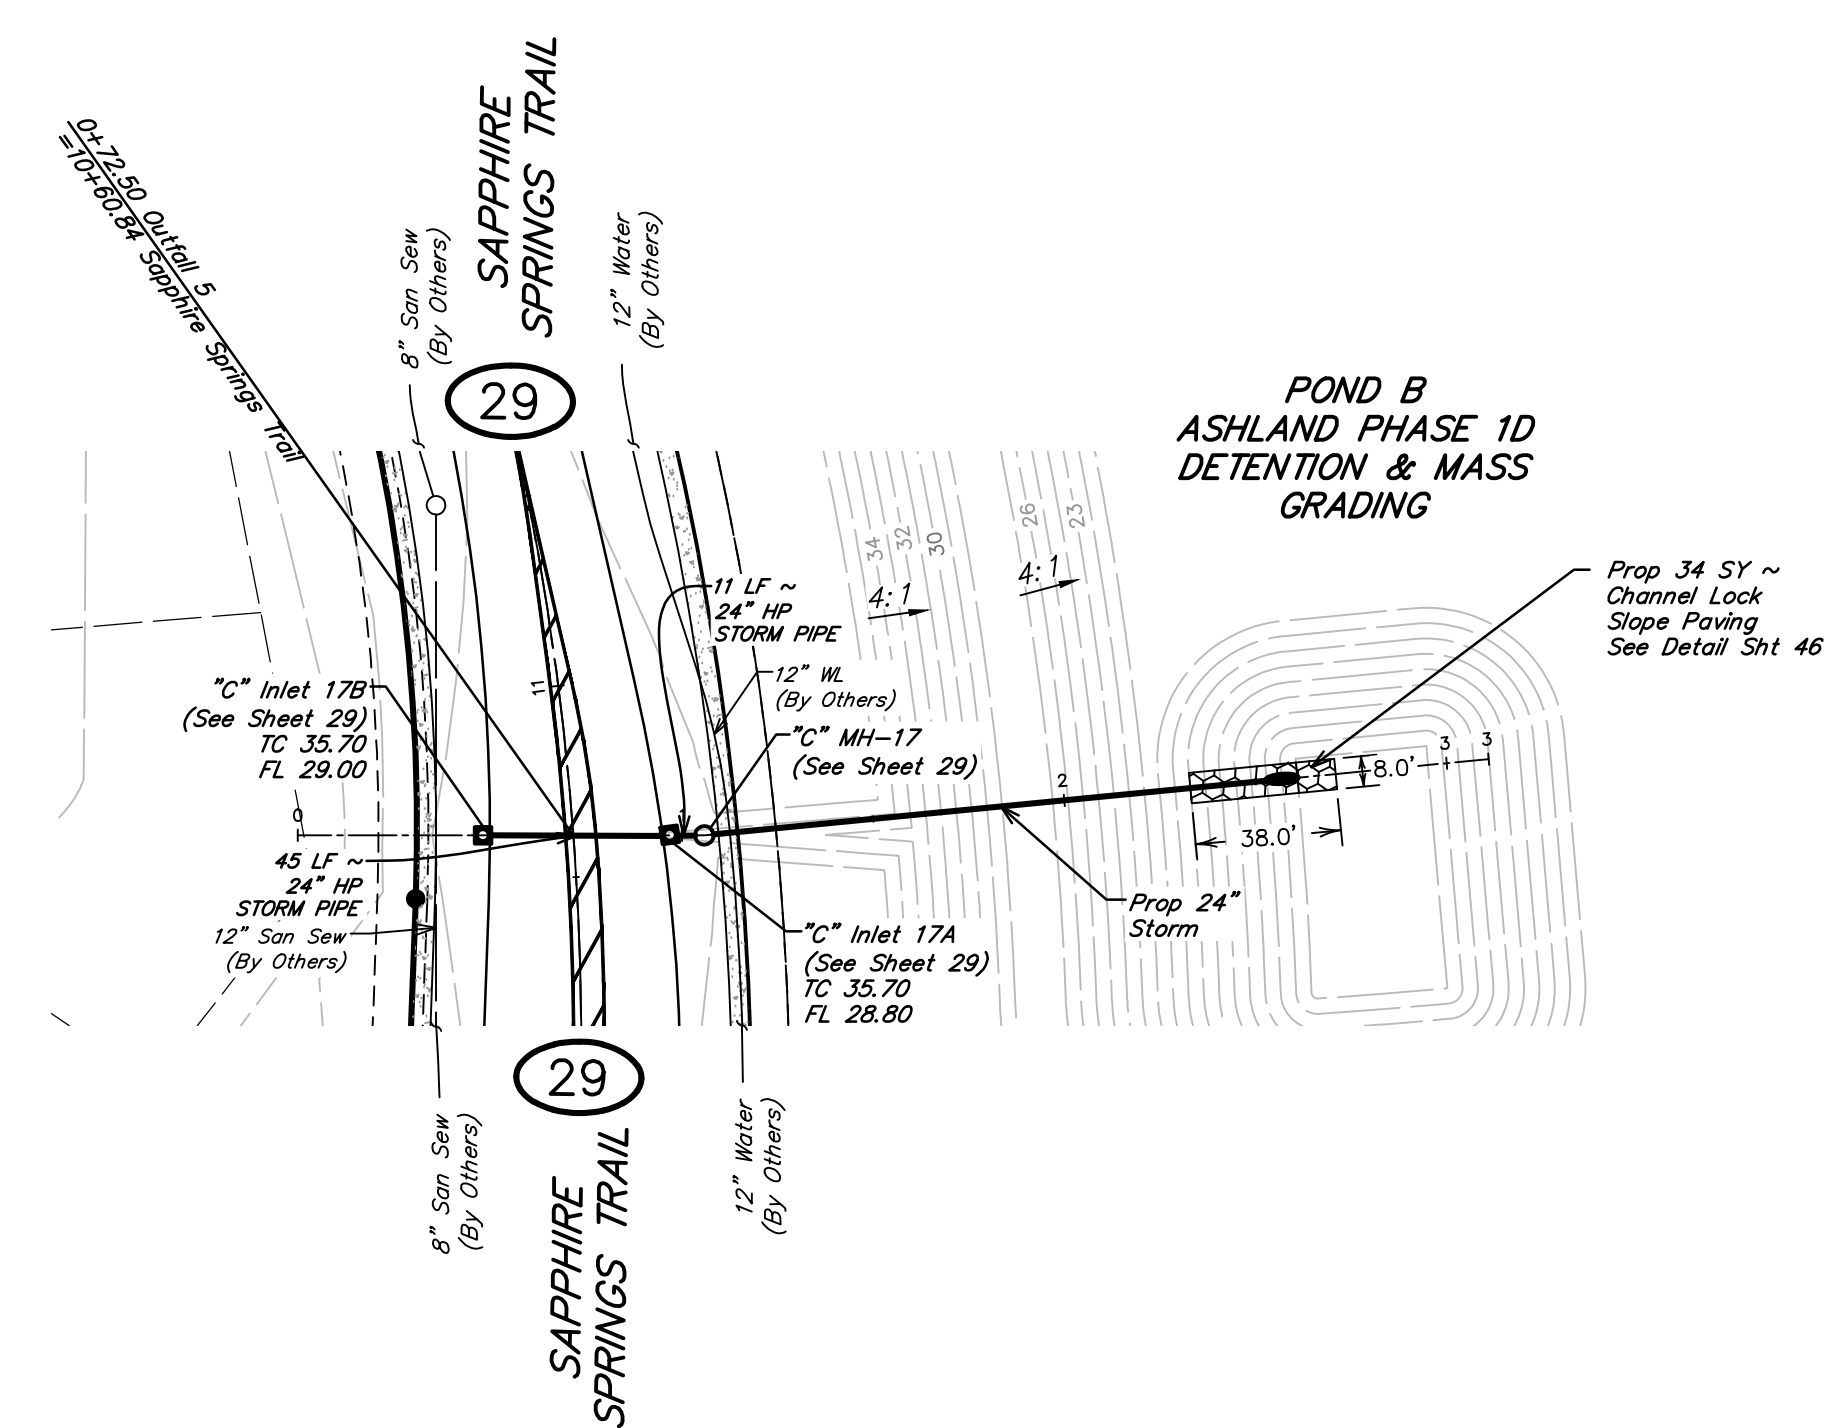 SAPPHIRE
SPRINGS TRAIL
0+72.50 Outfall 5
=10+60.84 Sapphire Springs Trail
8" San Sew
(By Others)
12" Water
(By Others)
29
POND B
ASHLAND PHASE 1D
DETENTION & MASS
GRADING
34
32
30
26
23
4:1
4:1
Prop 34 SY ~
Channel Lock
Slope Paving
See Detail Sht 46
11 LF ~
24" HP
STORM PIPE
12" WL
(By Others)
"C" Inlet 17B
(See Sheet 29)
TC 35.70
FL 29.00
11
"C" MH-17
(See Sheet 29)
0
1
2
3
3
8.0'
38.0'
45 LF ~
24" HP
STORM PIPE
12" San Sew
(By Others)
Prop 24"
Storm
"C" Inlet 17A
(See Sheet 29)
TC 35.70
FL 28.80
29
8" San Sew
(By Others)
12" Water
(By Others)
SAPPHIRE
SPRINGS TRAIL